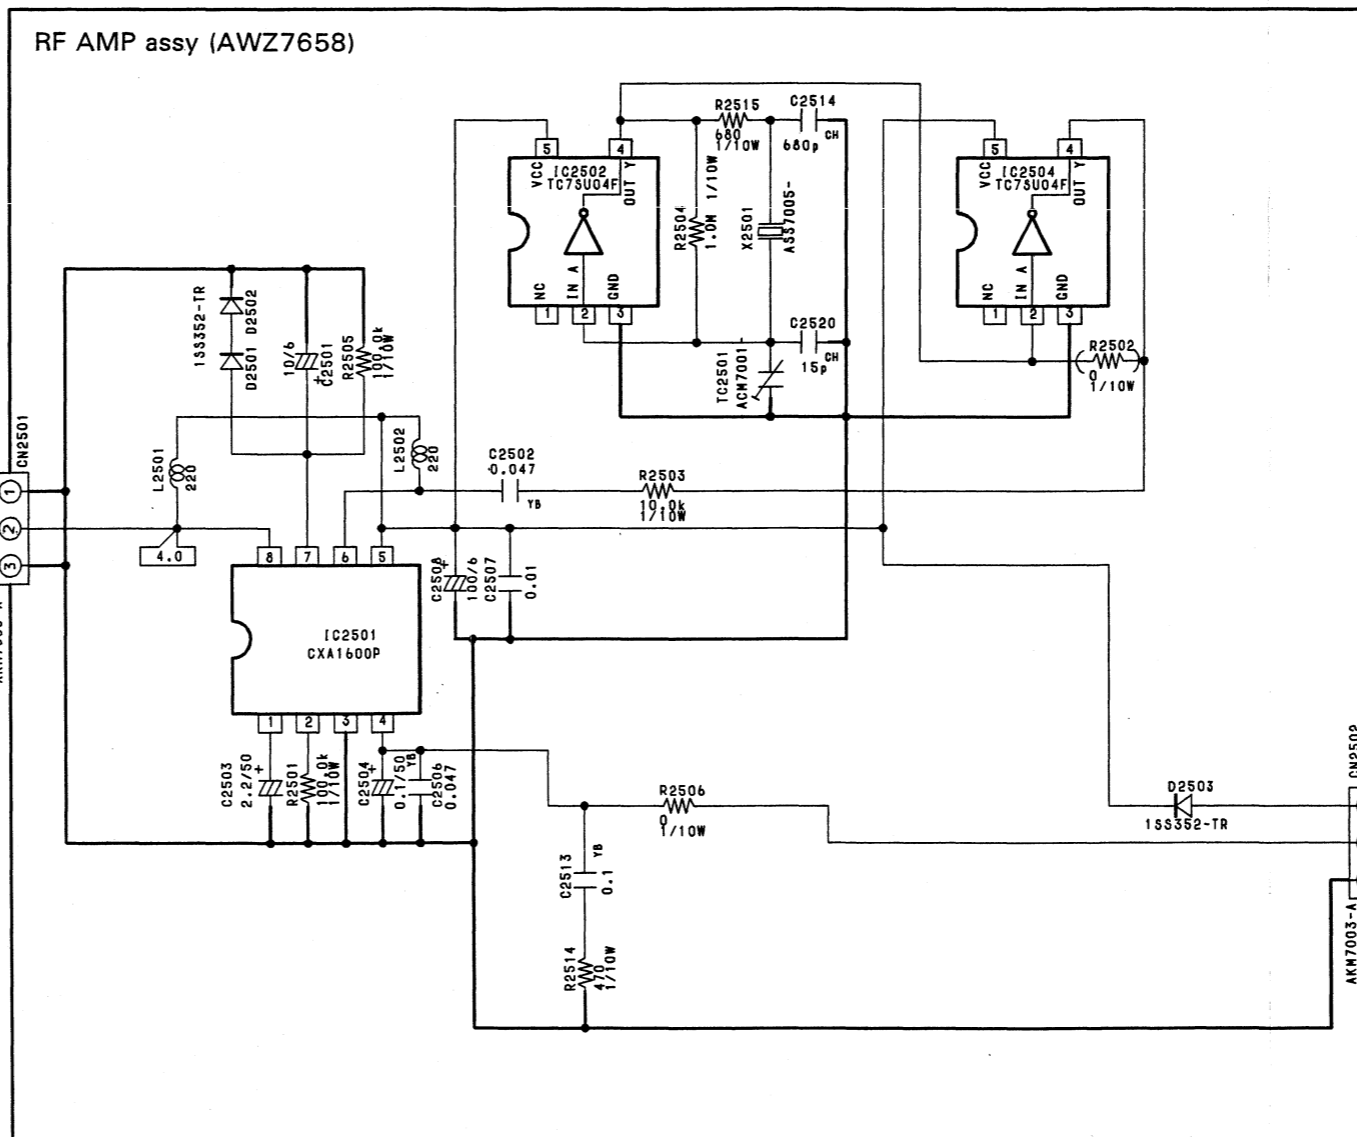 RF AMP assy (AWZ7658)
R2515
680
1/10W
C2514
680p
CH
5
4
VCC
IC2502
TC7SU04F
OUT Y
NC
IN A
GND
1
2
3
R2504
1.0M 1/10W
X2501
ASS7005-
C2520
15p
CH
TC2501
ACM7001
5
4
VCC
IC2504
TC7SU04F
OUT Y
NC
IN A
GND
1
2
3
R2502
0
1/10W
1SS352-TR
D2502
D2501
10/6
+
C2501
R2505
100.0k
1/10W
L2501
220
L2502
220
C2502
0.047
YB
R2503
10.0k
1/10W
CN2501
1
2
3
4.0
8
7
6
5
IC2501
CXA1600P
1
2
3
4
C2508
+
100/6
C2507
0.01
C2503
2.2/50
+
R2501
100.0k
1/10W
C2504
+
0.1/50
YB
C2506
0.047
R2506
0
1/10W
C2513
YB
0.1
R2514
470
1/10W
D2503
1SS352-TR
CN2502
AKM7003-A